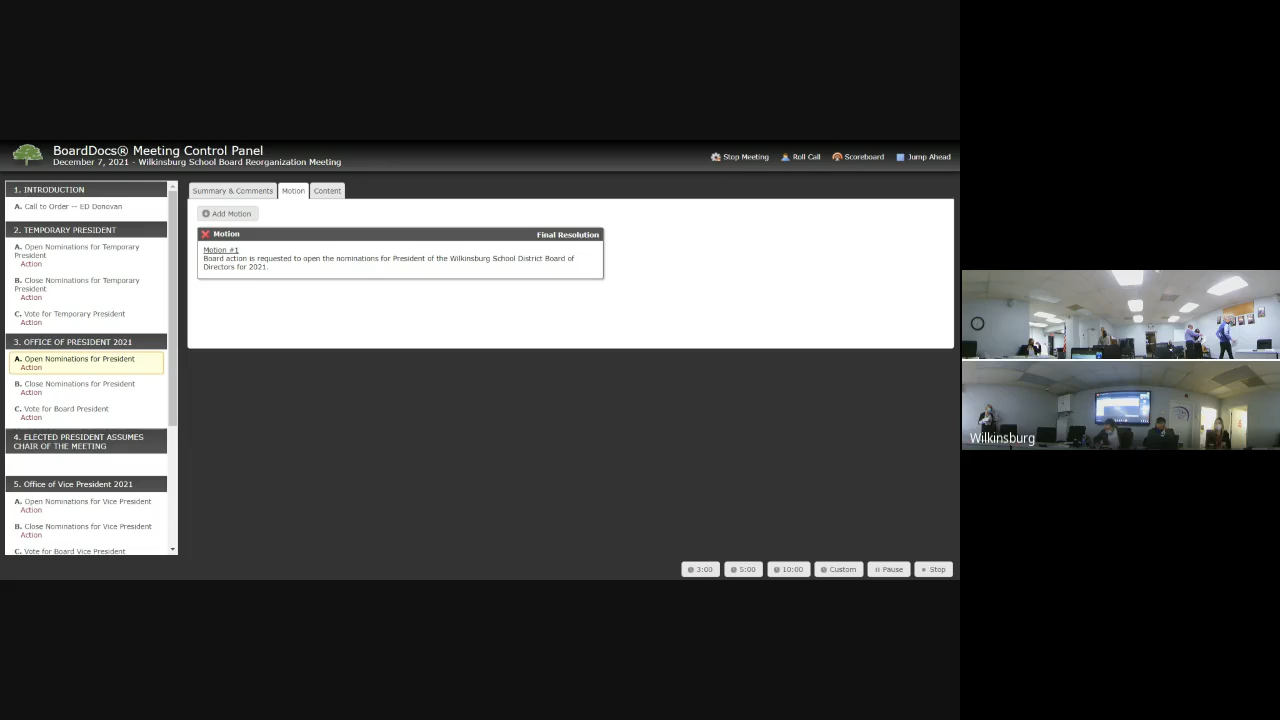 BoardDocs® Meeting Control Panel
December 7, 2021 - Wilkinsburg School Board Reorganization Meeting
Stop Meeting
Roll Call
Scoreboard
Jump Ahead
1. INTRODUCTION
A. Call to Order -- ED Donovan
2. TEMPORARY PRESIDENT
A. Open Nominations for Temporary
President
Action
B. Close Nominations for Temporary
President
Action
C. Vote for Temporary President
Action
3. OFFICE OF PRESIDENT 2021
A. Open Nominations for President
Action
B. Close Nominations for President
Action
C. Vote for Board President
Action
4. ELECTED PRESIDENT ASSUMES
CHAIR OF THE MEETING
5. Office of Vice President 2021
A. Open Nominations for Vice President
Action
B. Close Nominations for Vice President
Action
C. Vote for Board Vice President
Summary & Comments
Motion
Content
Add Motion
Motion
Final Resolution
Motion #1
Board action is requested to open the nominations for President of the Wilkinsburg School District Board of
Directors for 2021.
3:00
5:00
10:00
Custom
Pause
Stop
Wilkinsburg